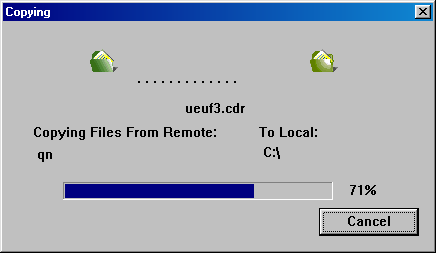 Copying
. . . . . . . . . . . . .
ueuf3.cdr
Copying Files From Remote: To Local:
qn C:\
71%
Cancel